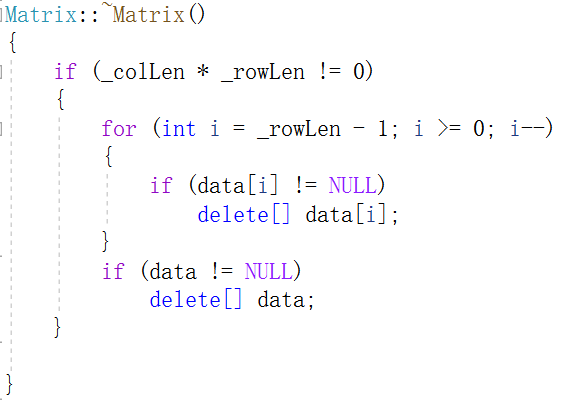 Matrix::~Matrix()
{
    if (_colLen * _rowLen != 0)
    {
        for (int i = _rowLen - 1; i >= 0; i--)
        {
            if (data[i] != NULL)
                delete[] data[i];
        }
        if (data != NULL)
            delete[] data;
    }
}